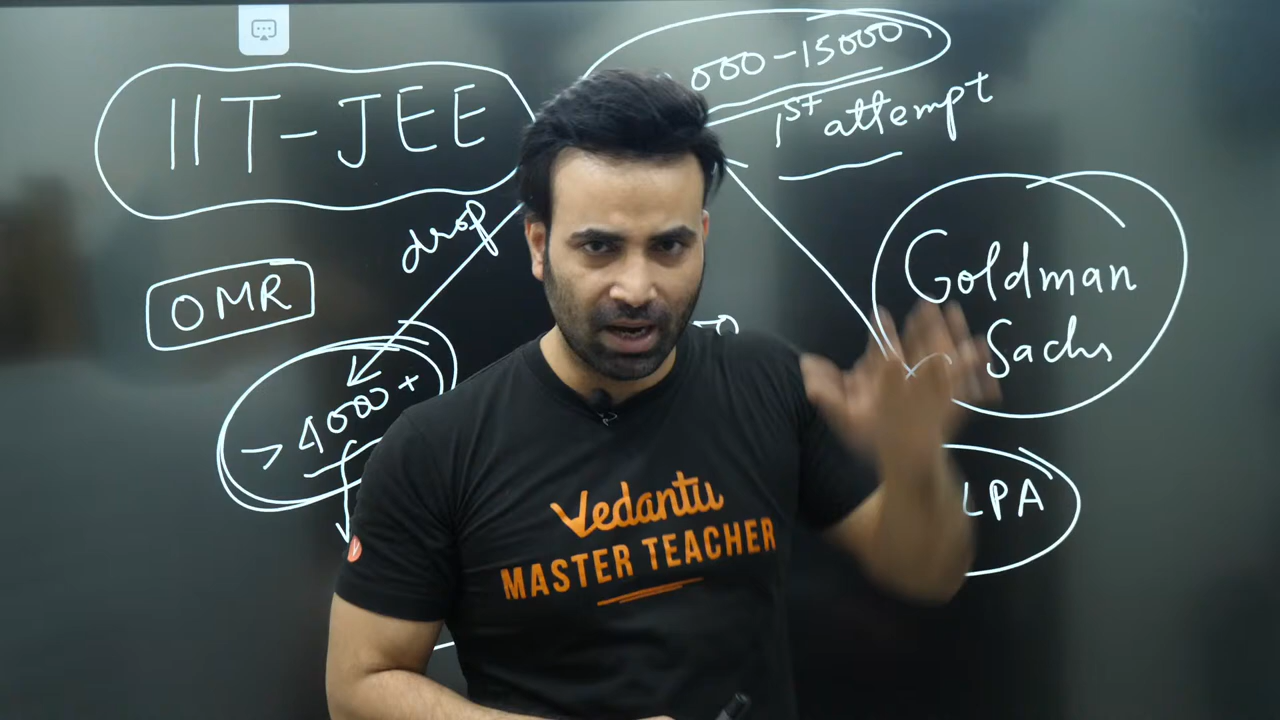 000-15000
IIT-JEE
1st attempt
drop
Goldman
Sachs
OMR
> 4000+
LPA
Vedantu
MASTER TEACHER